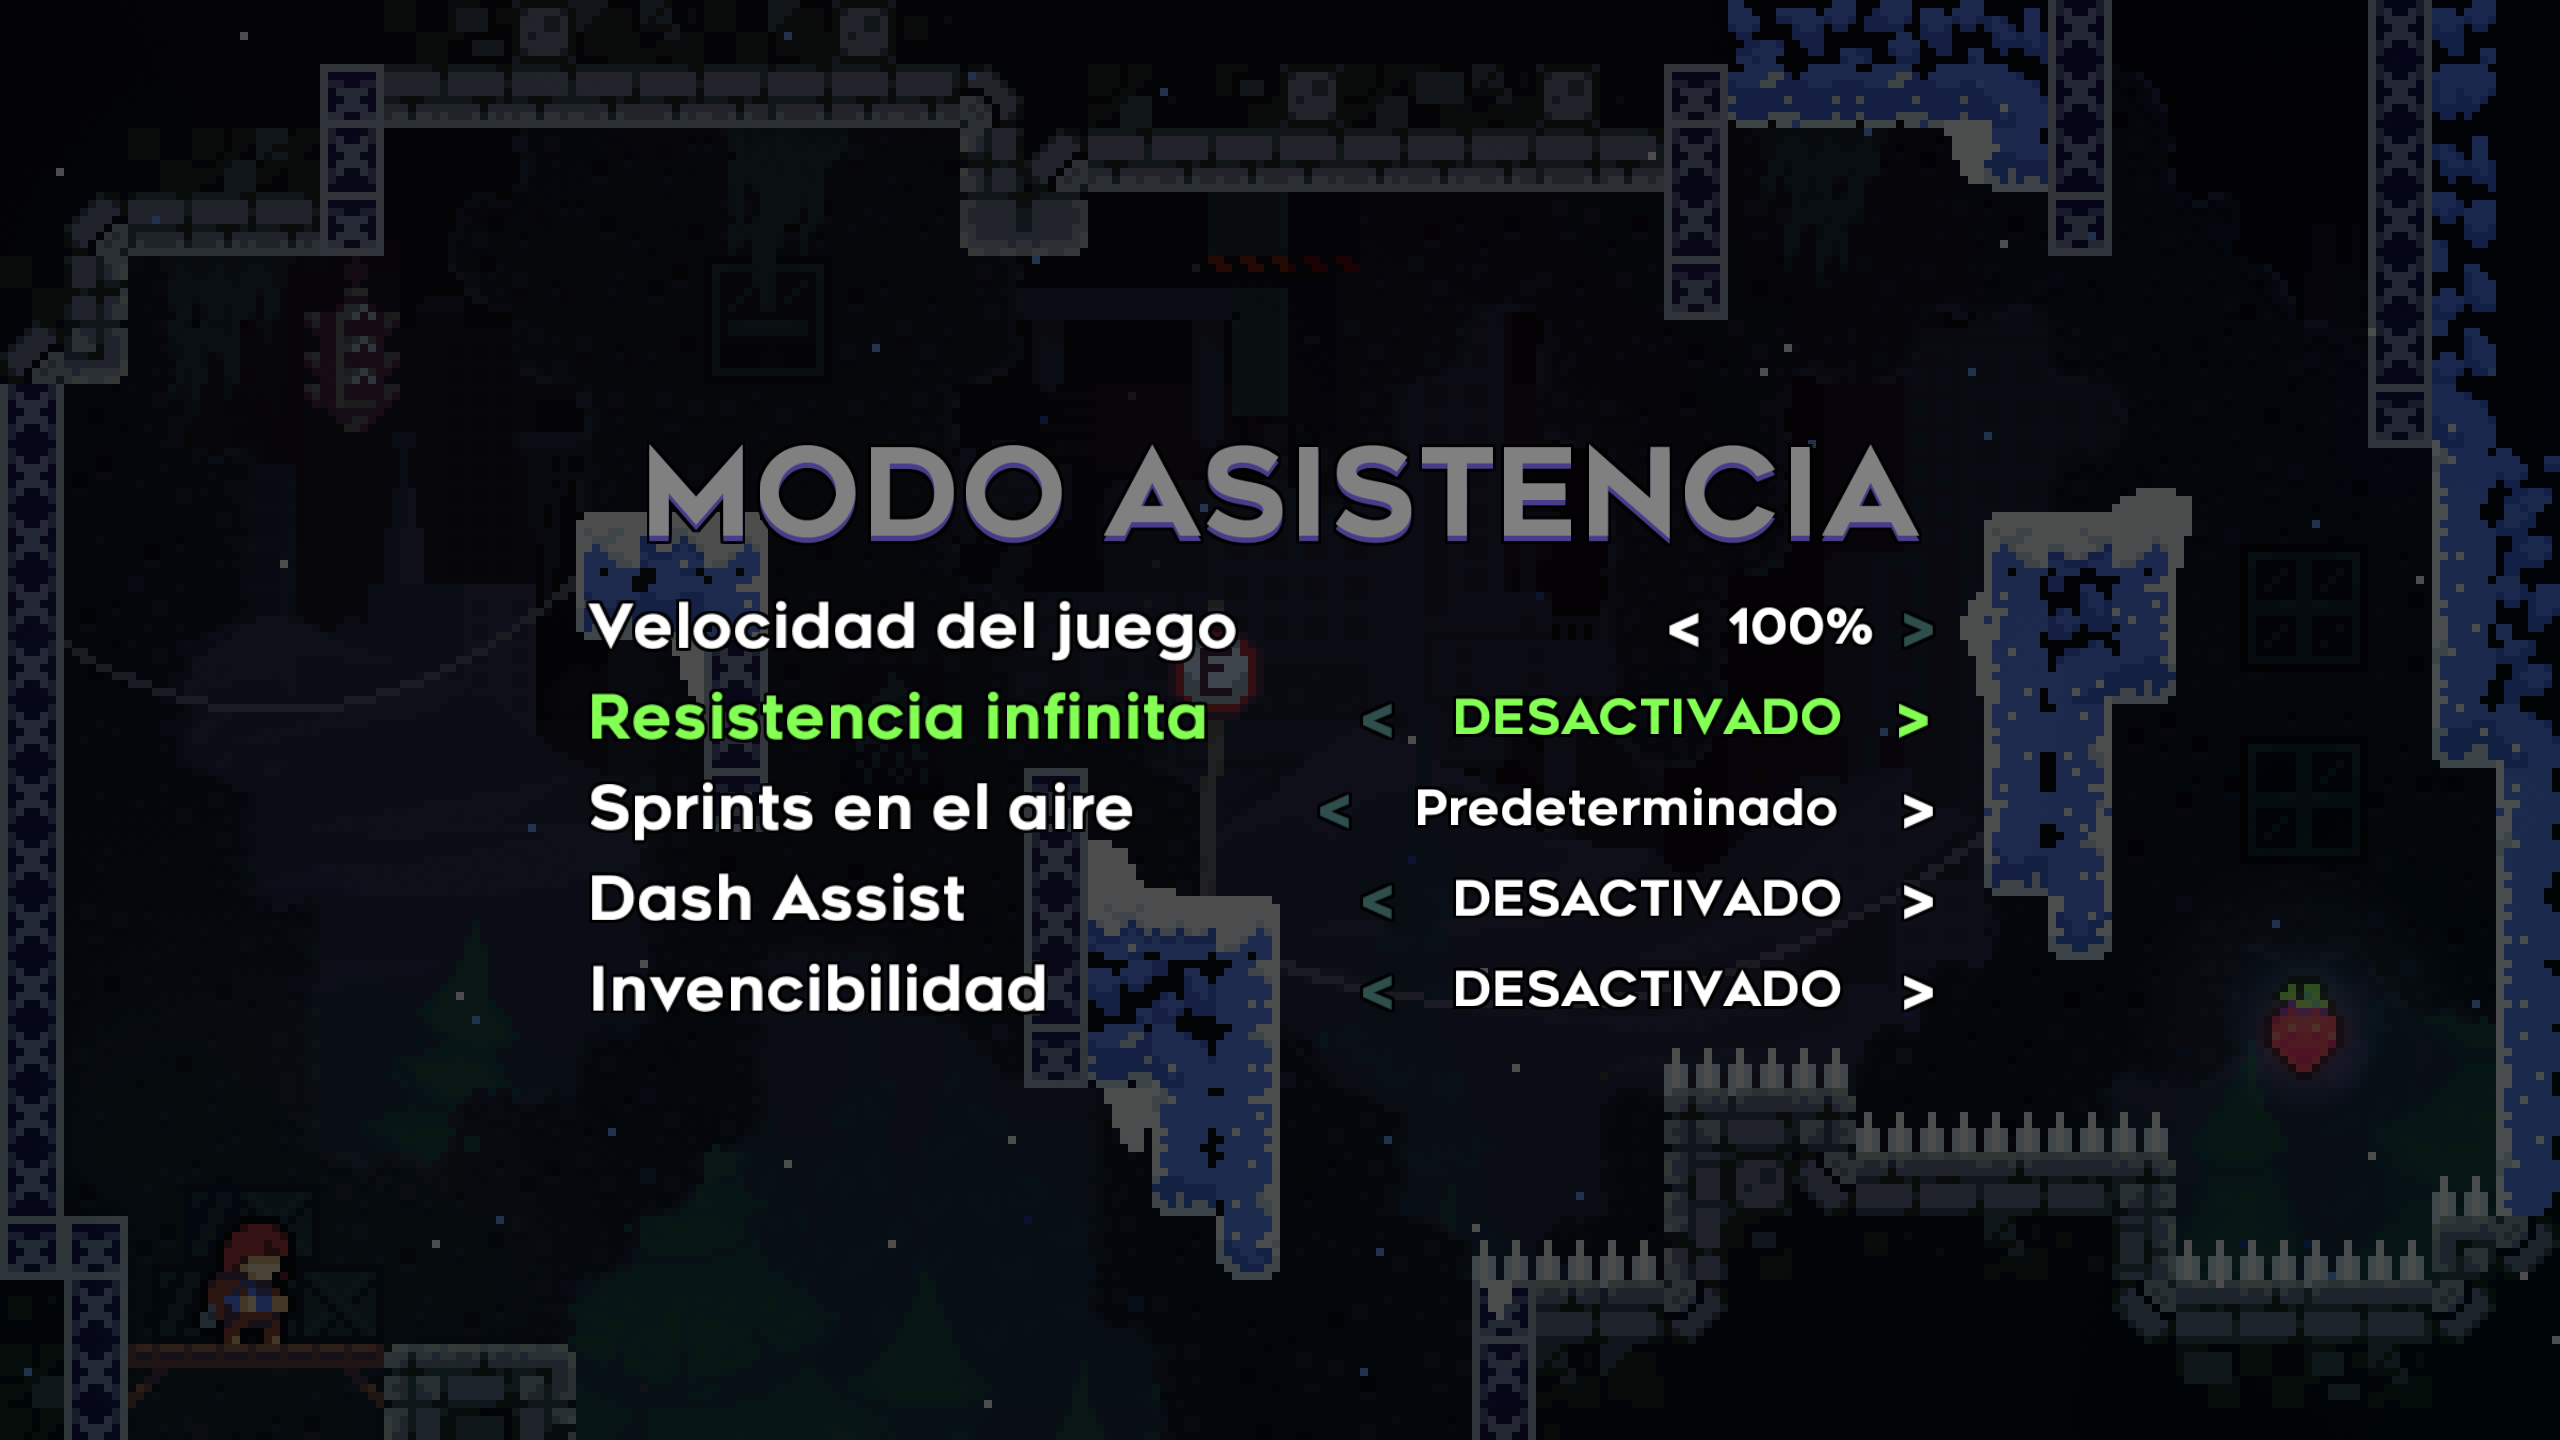 MODO ASISTENCIA
Velocidad del juego < 100% >
Resistencia infinita < DESACTIVADO >
E
Sprints en el aire < Predeterminado >
Dash Assist < DESACTIVADO >
Invencibilidad < DESACTIVADO >